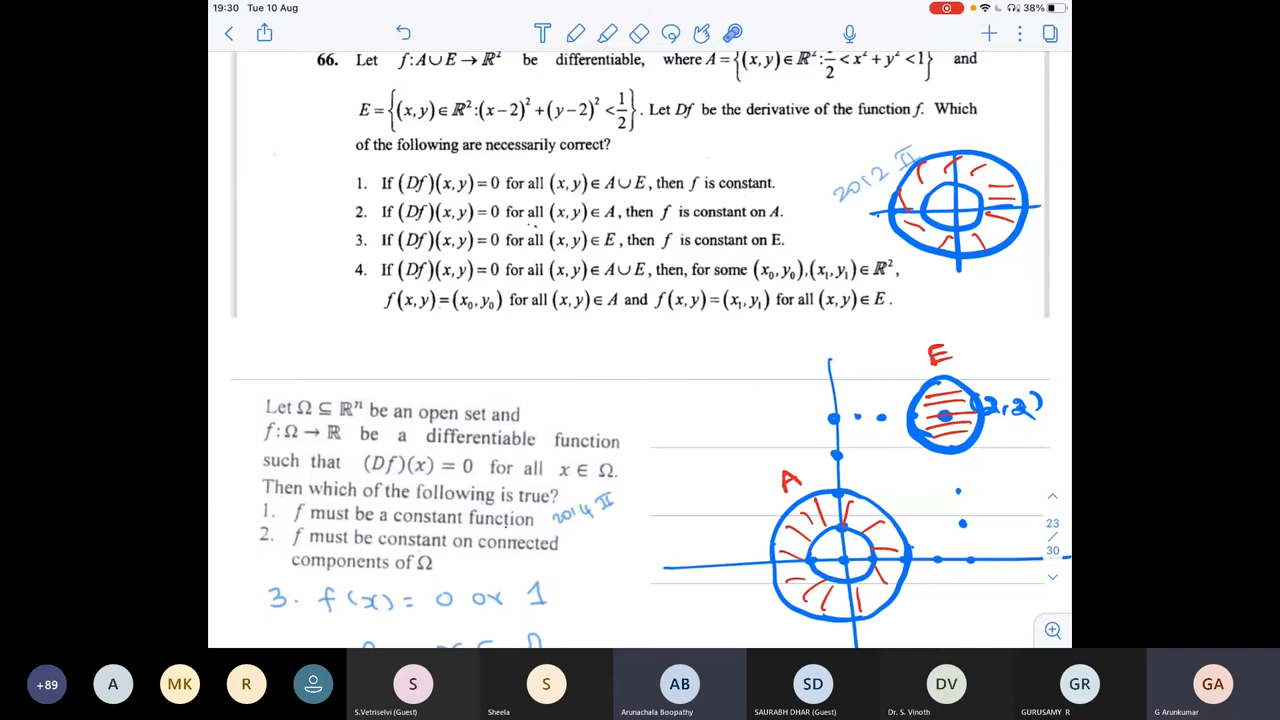 19:30 Tue 10 Aug
38%
66. Let f : A ∪ E → ℝ² be differentiable, where A = {(x, y) ∈ ℝ² : 1/2 < x² + y² < 1} and
E = {(x, y) ∈ ℝ² : (x − 2)² + (y − 2)² < 1/2}. Let Df be the derivative of the function f. Which
of the following are necessarily correct?
2012 II
1. If (Df)(x, y) = 0 for all (x, y) ∈ A ∪ E, then f is constant.
2. If (Df)(x, y) = 0 for all (x, y) ∈ A, then f is constant on A.
3. If (Df)(x, y) = 0 for all (x, y) ∈ E, then f is constant on E.
4. If (Df)(x, y) = 0 for all (x, y) ∈ A ∪ E, then, for some (x₀, y₀), (x₁, y₁) ∈ ℝ²,
f(x, y) = (x₀, y₀) for all (x, y) ∈ A and f(x, y) = (x₁, y₁) for all (x, y) ∈ E.
E
(2,2)
A
Let Ω ⊆ ℝⁿ be an open set and
f : Ω → ℝ be a differentiable function
such that (Df)(x) = 0 for all x ∈ Ω.
Then which of the following is true?
2014 II
1. f must be a constant function
2. f must be constant on connected
components of Ω
3. f(x) = 0 or 1
23
/
30
+89
A
MK
R
S
S.Vetriselvi (Guest)
S
Sheela
AB
Arunachala Boopathy
SD
SAURABH DHAR (Guest)
DV
Dr. S. Vinoth
GR
GURUSAMY R
GA
G Arunkumar